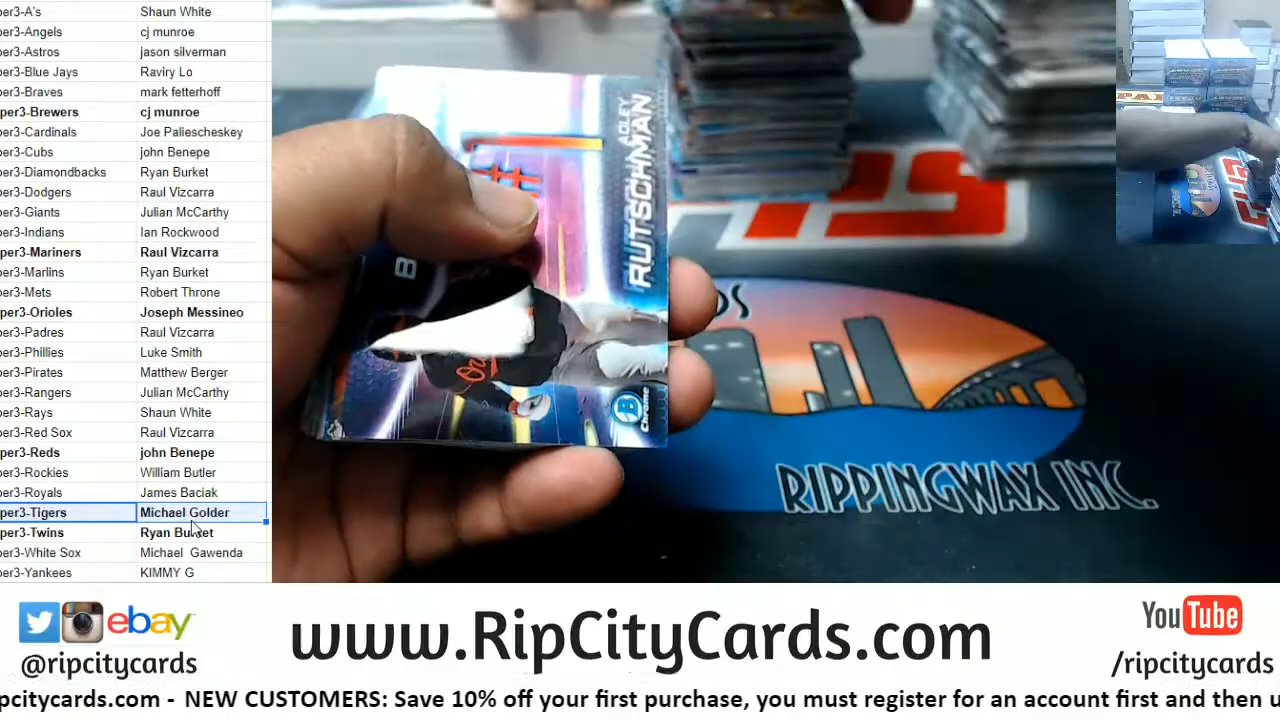 per3-A's Shaun White
per3-Angels cj munroe
per3-Astros jason silverman
per3-Blue Jays Raviry Lo
per3-Braves mark fetterhoff
per3-Brewers cj munroe
per3-Cardinals Joe Paliescheskey
per3-Cubs john Benepe
per3-Diamondbacks Ryan Burket
per3-Dodgers Raul Vizcarra
per3-Giants Julian McCarthy
per3-Indians Ian Rockwood
per3-Mariners Raul Vizcarra
per3-Marlins Ryan Burket
per3-Mets Robert Throne
per3-Orioles Joseph Messineo
per3-Padres Raul Vizcarra
per3-Phillies Luke Smith
per3-Pirates Matthew Berger
per3-Rangers Julian McCarthy
per3-Rays Shaun White
per3-Red Sox Raul Vizcarra
per3-Reds john Benepe
per3-Rockies William Butler
per3-Royals James Baciak
per3-Tigers Michael Golder
per3-Twins Ryan Burket
per3-White Sox Michael Gawenda
per3-Yankees KIMMY G
ADLEY
RUTSCHMAN
B
B
Chrome
DS
RIPPINGWAX INC.
ebay
@ripcitycards
www.RipCityCards.com
YouTube
/ripcitycards
pcitycards.com - NEW CUSTOMERS: Save 10% off your first purchase, you must register for an account first and then u